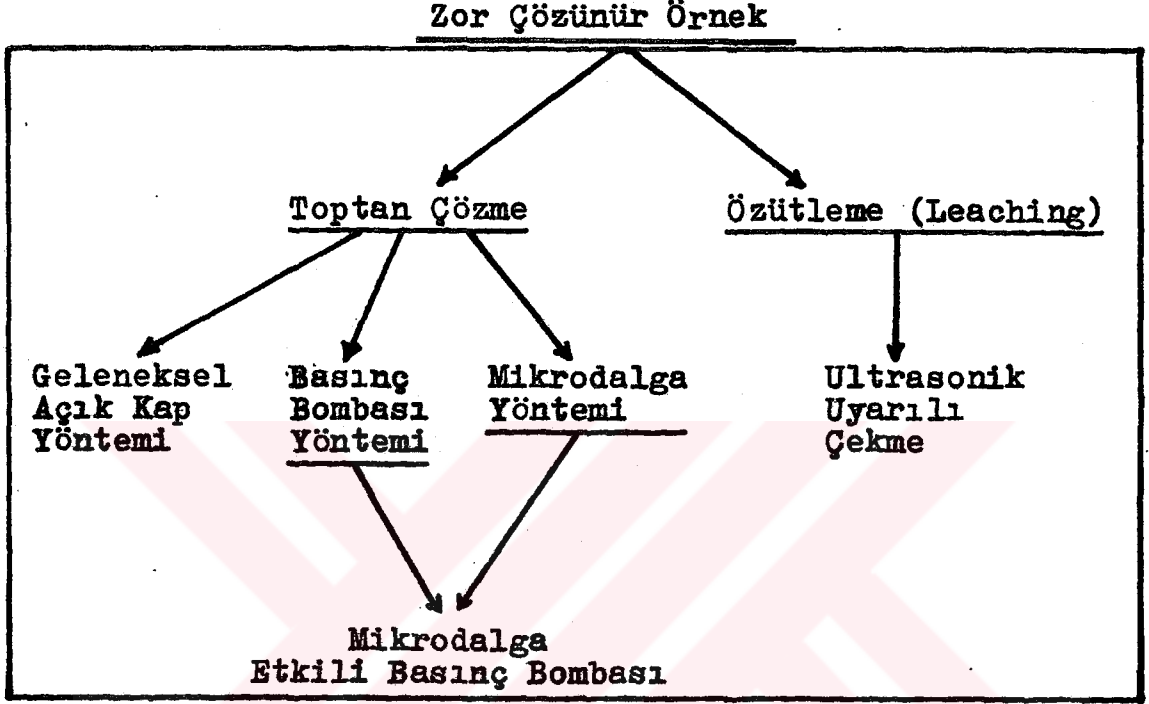 Zor Çözünür Örnek
Toptan Çözme
Özütleme (Leaching)
Geleneksel
Açık Kap
Yöntemi
Basınç
Bombası
Yöntemi
Mikrodalga
Yöntemi
Ultrasonik
Uyarılı
Çekme
Mikrodalga
Etkili Basınç Bombası